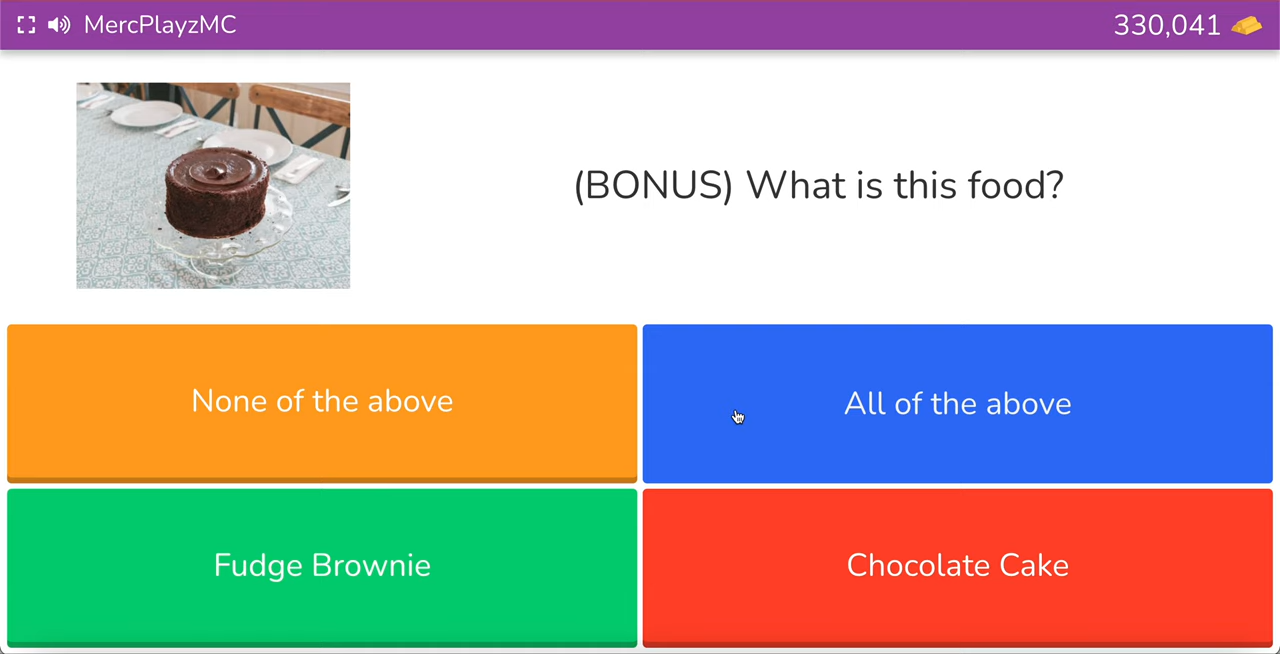 MercPlayzMC
330,041
(BONUS) What is this food?
None of the above
All of the above
Fudge Brownie
Chocolate Cake